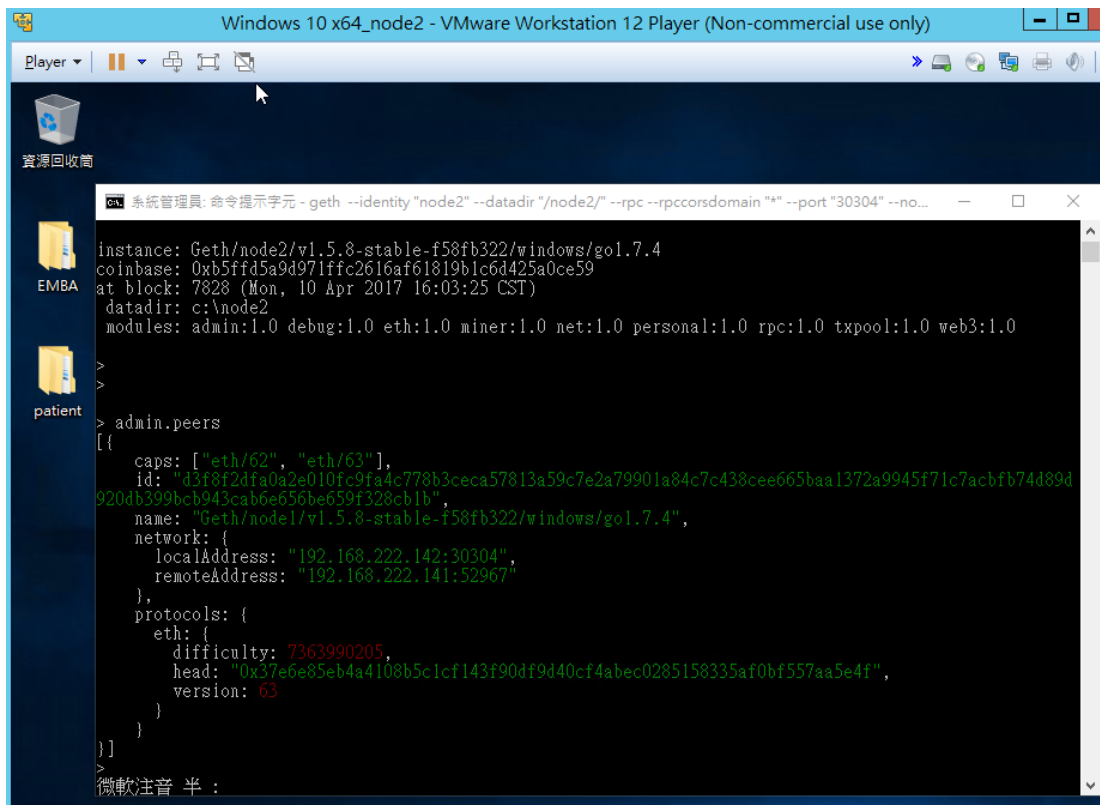 Windows 10 x64_node2 - VMware Workstation 12 Player (Non-commercial use only)
Player
資源回收筒
系統管理員: 命令提示字元 - geth --identity "node2" --datadir "/node2/" --rpc --rpccorsdomain "*" --port "30304" --no...
instance: Geth/node2/v1.5.8-stable-f58fb322/windows/go1.7.4
coinbase: 0xb5ffd5a9d971ffc2616af61819b1c6d425a0ce59
at block: 7828 (Mon, 10 Apr 2017 16:03:25 CST)
datadir: c:\node2
modules: admin:1.0 debug:1.0 eth:1.0 miner:1.0 net:1.0 personal:1.0 rpc:1.0 txpool:1.0 web3:1.0
EMBA
>
>
patient
> admin.peers
[{
caps: ["eth/62", "eth/63"],
id: "d3f8f2dfa0a2e010fc9fa4c778b3ceca57813a59c7e2a79901a84c7c438cee665baa1372a9945f71c7acbfb74d89d
920db399bcb943cab6e656be659f328cb1b",
name: "Geth/node1/v1.5.8-stable-f58fb322/windows/go1.7.4",
network: {
localAddress: "192.168.222.142:30304",
remoteAddress: "192.168.222.141:52967"
},
protocols: {
eth: {
difficulty: 7363990205,
head: "0x37e6e85eb4a4108b5c1cf143f90df9d40cf4abec0285158335af0bf557aa5e4f",
version: 63
}
}
}]
>
微軟注音 半 :